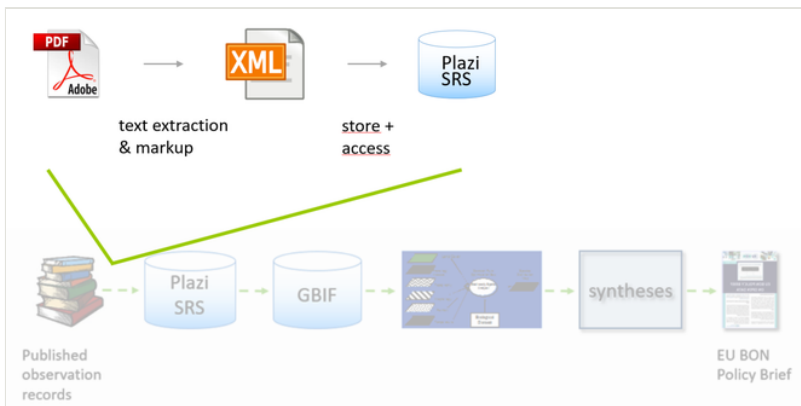 PDF
Adobe
XML
Plazi
SRS
text extraction
& markup
store +
access
Plazi
SRS
GBIF
syntheses
Published
observation
records
EU BON
Policy Brief